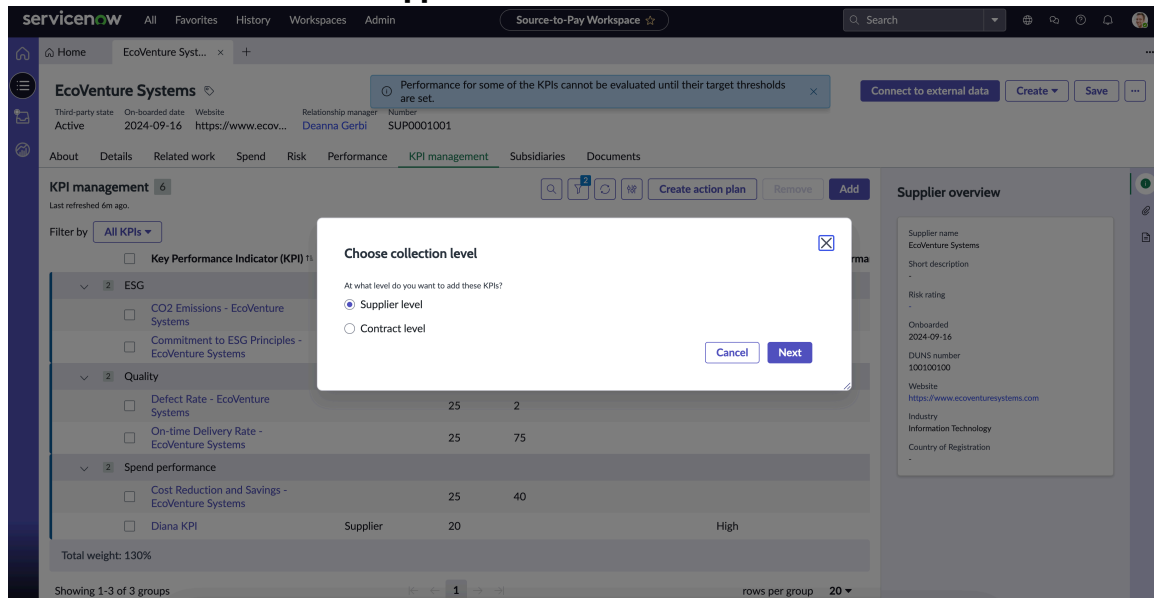 servicenow All Favorites History Workspaces Admin Source-to-Pay Workspace Search
Home EcoVenture Syst...
EcoVenture Systems
Performance for some of the KPIs cannot be evaluated until their target thresholds
are set.
Connect to external data Create Save
Third-party state On-boarded date Website Relationship manager Number
Active 2024-09-16 https://www.ecov... Deanna Gerbi SUP0001001
About Details Related work Spend Risk Performance KPI management Subsidiaries Documents
KPI management 6
Last refreshed 6m ago.
2
Create action plan Remove Add
Filter by All KPIs
Key Performance Indicator (KPI)
2 ESG
CO2 Emissions - EcoVenture
Systems
Commitment to ESG Principles -
EcoVenture Systems
2 Quality
Defect Rate - EcoVenture
Systems
25 2
On-time Delivery Rate -
EcoVenture Systems
25 75
2 Spend performance
Cost Reduction and Savings -
EcoVenture Systems
25 40
Diana KPI Supplier 20 High
Total weight: 130%
Showing 1-3 of 3 groups 1 rows per group 20
Choose collection level
At what level do you want to add these KPIs?
Supplier level
Contract level
Cancel Next
Supplier overview
Supplier name
EcoVenture Systems
Short description
-
Risk rating
-
Onboarded
2024-09-16
DUNS number
100100100
Website
https://www.ecoventuresystems.com
Industry
Information Technology
Country of Registration
-